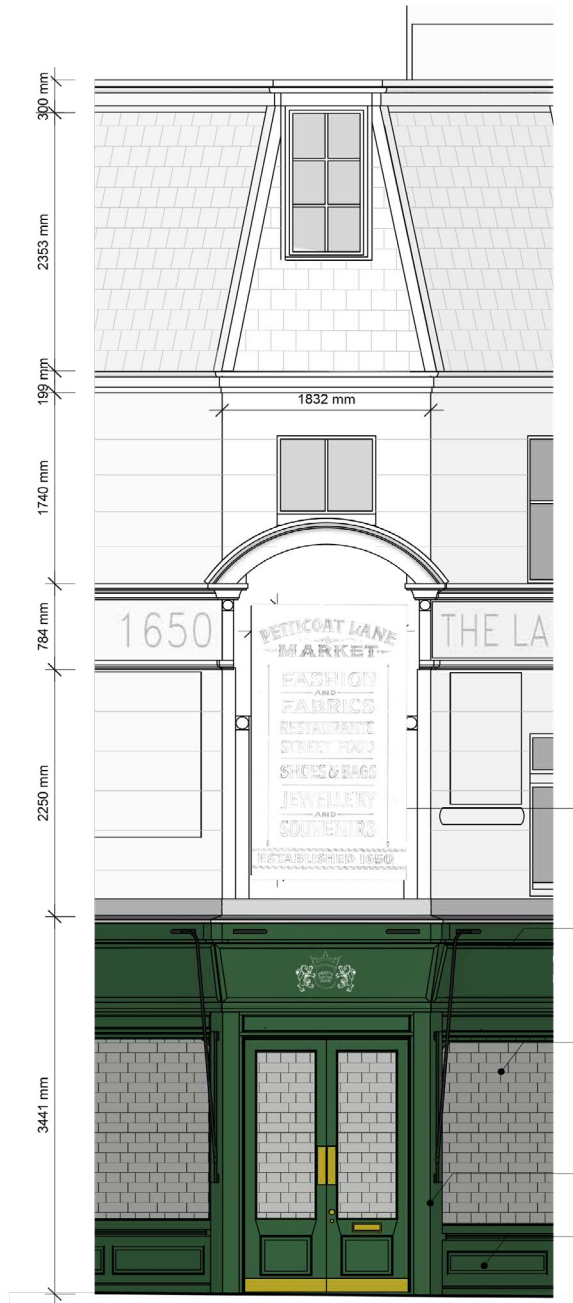 300 mm
2353 mm
199 mm
1832 mm
1740 mm
784 mm
1650
THE LA
PETTICOAT LANE
MARKET
FASHION
AND
FABRICS
RESTAURANTS
STREET FOOD
SHOES & BAGS
JEWELLERY
AND
SOUVENIRS
ESTABLISHED 1650
2250 mm
3441 mm